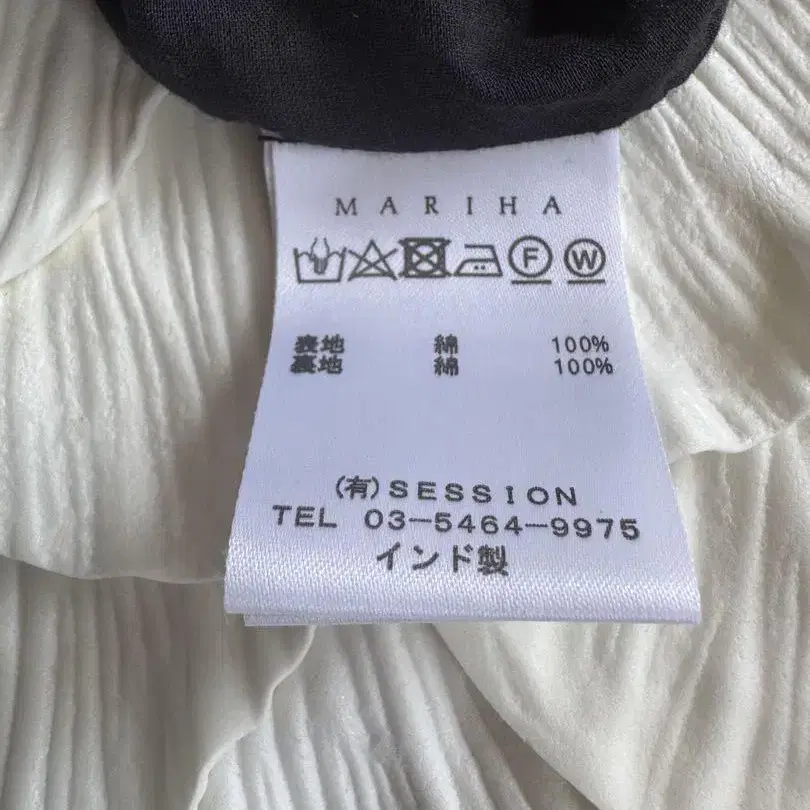 MARIHA
F W
表地 綿 100%
裏地 綿 100%
(有)SESSION
TEL 03-5464-9975
インド製